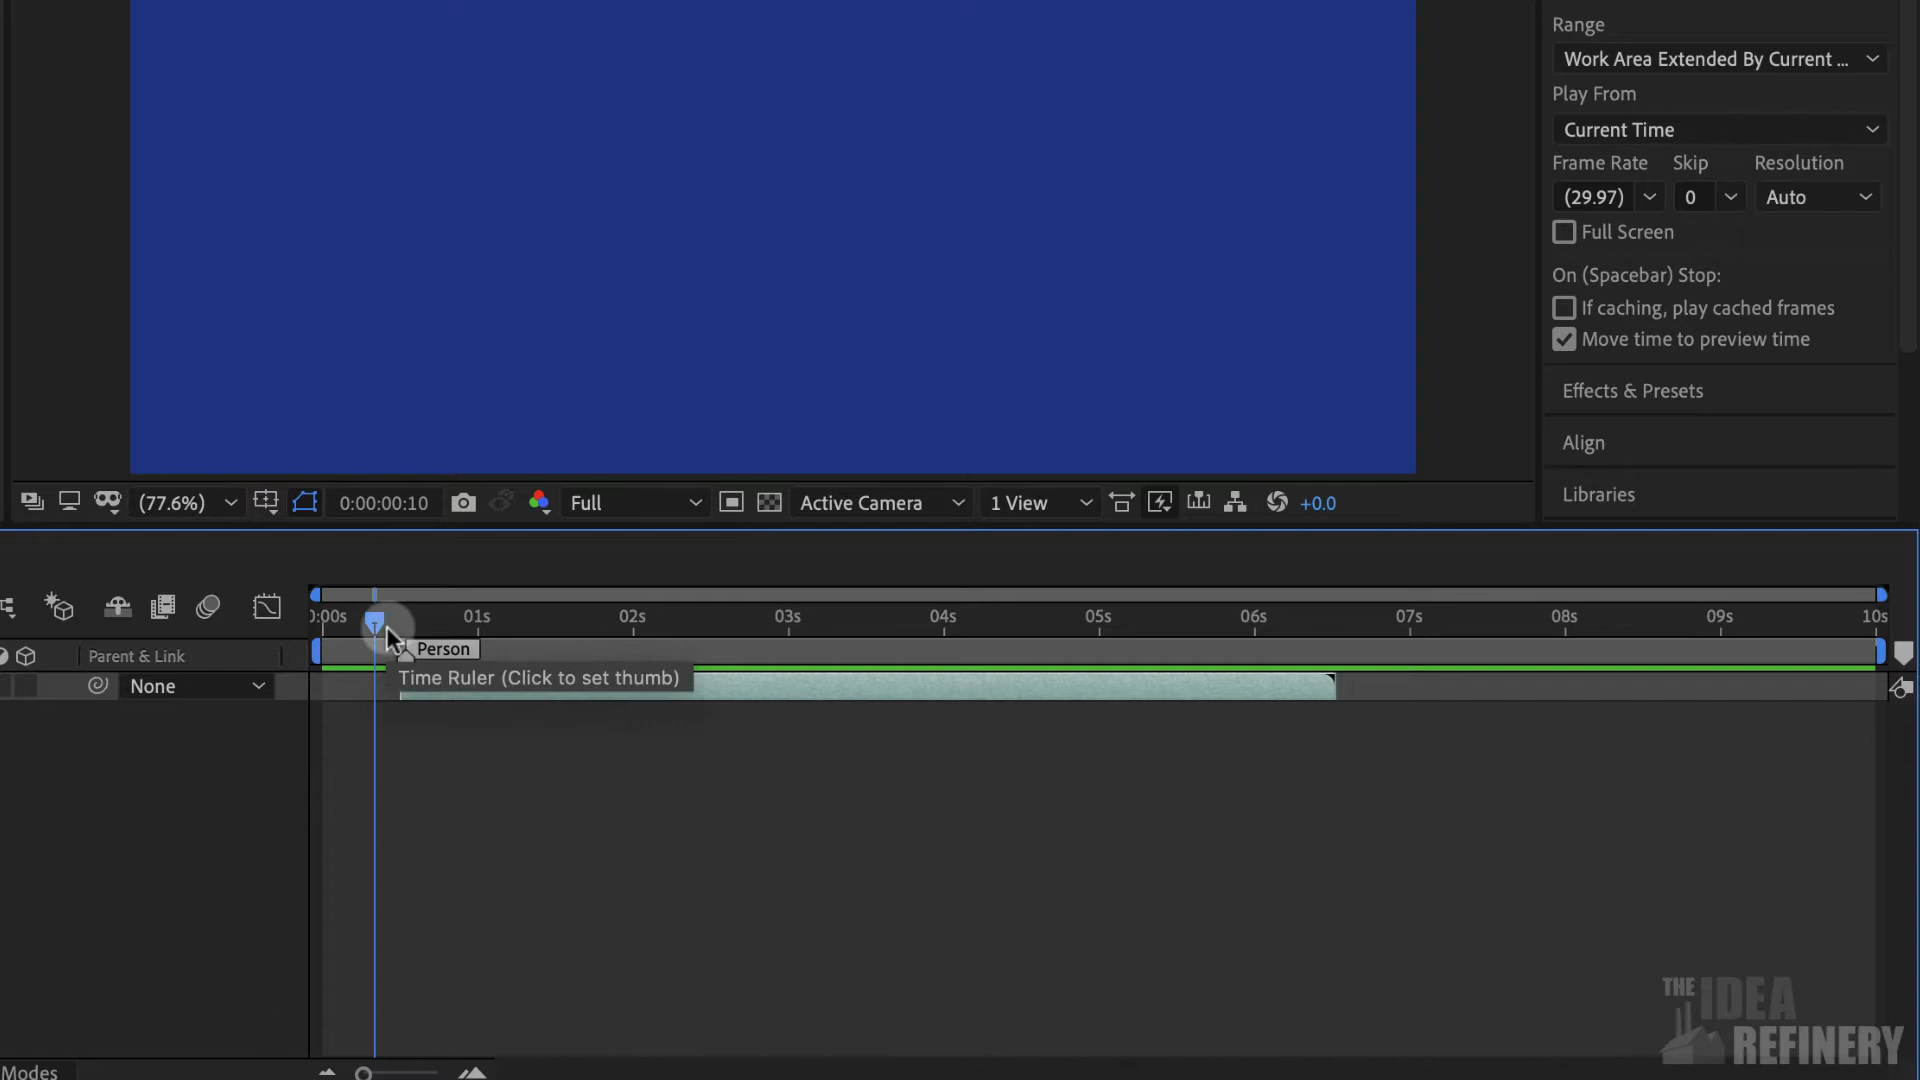 Range
Work Area Extended By Current ...
Play From
Current Time
Frame Rate Skip Resolution
(29.97) 0 Auto
Full Screen
On (Spacebar) Stop:
If caching, play cached frames
Move time to preview time
Effects & Presets
Align
Libraries
(77.6%) 0:00:00:10 Full Active Camera 1 View +0.0
):00s 01s 02s 03s 04s 05s 06s 07s 08s 09s 10s
Parent & Link
Person
Time Ruler (Click to set thumb)
None
THE IDEA
REFINERY
Modes